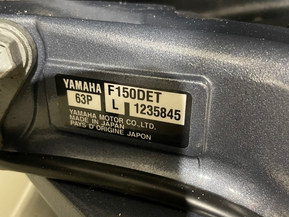 YAMAHA F150DET
63P L 1235845
YAMAHA MOTOR CO.,LTD.
MADE IN JAPAN
PAYS D'ORIGINE JAPON